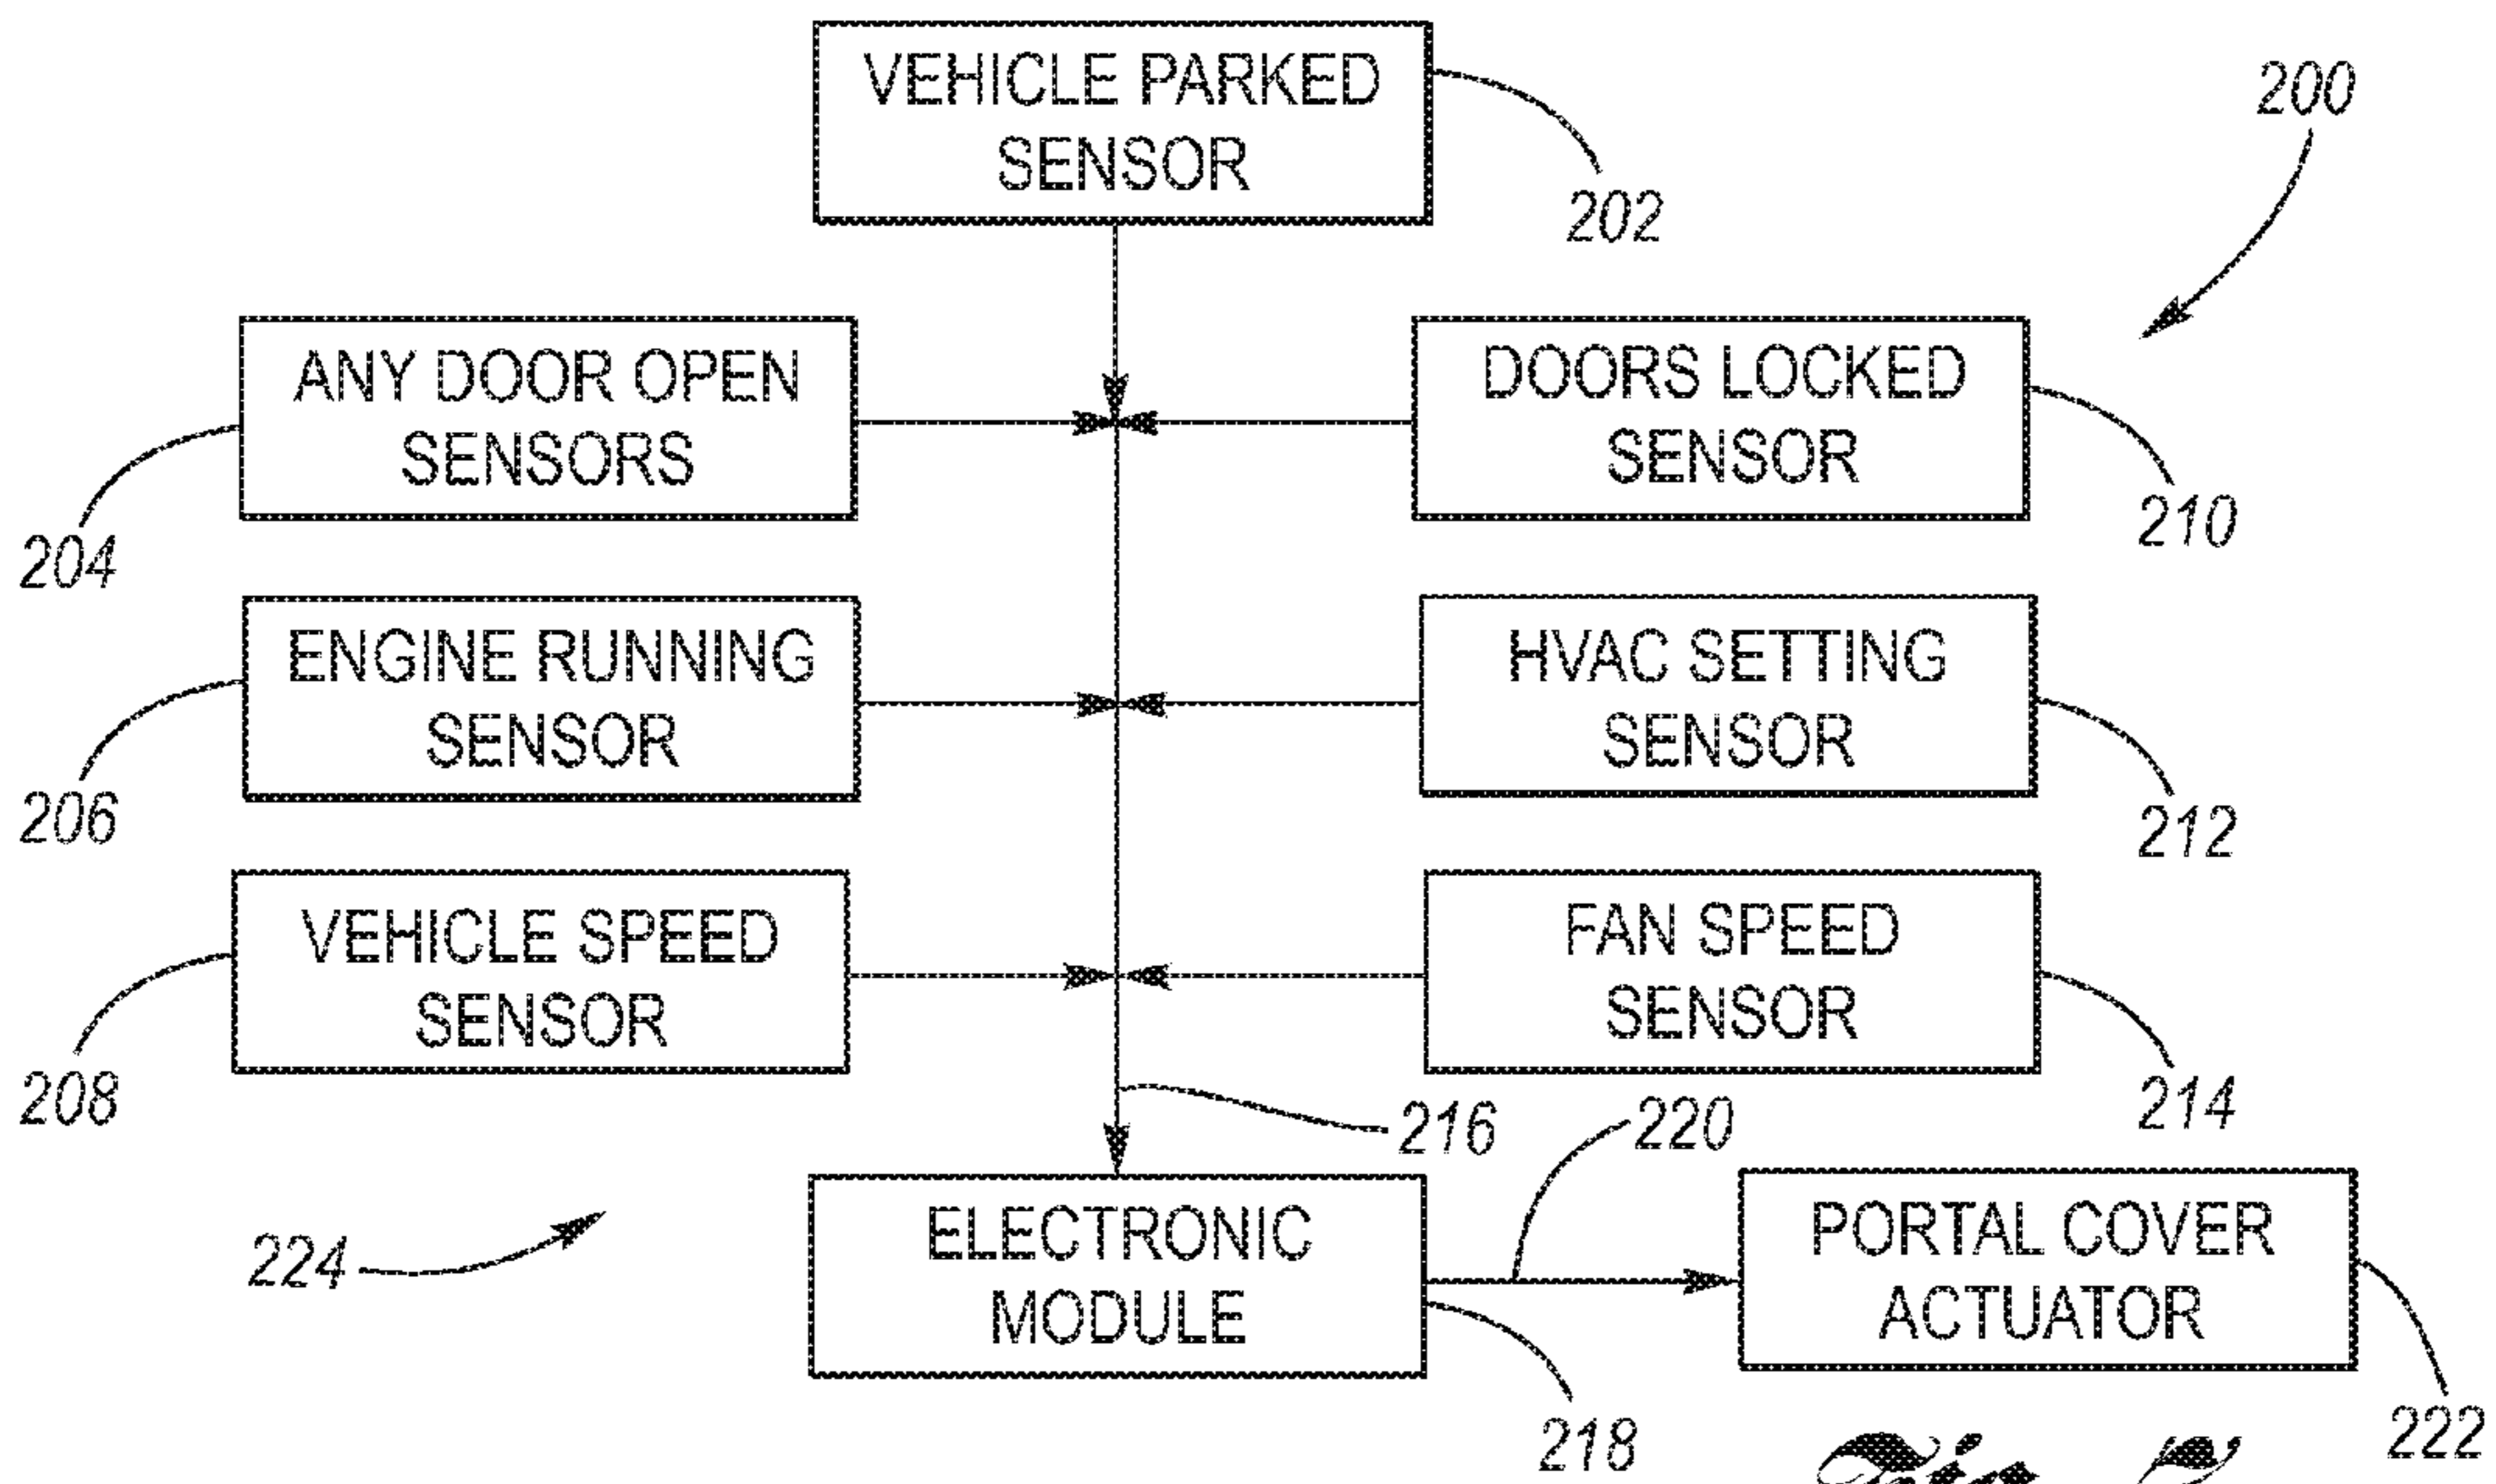 VEHICLE PARKED
SENSOR
200
202
ANY DOOR OPEN
SENSORS
DOORS LOCKED
SENSOR
204
210
ENGINE RUNNING
SENSOR
HVAC SETTING
SENSOR
206
212
VEHICLE SPEED
SENSOR
FAN SPEED
SENSOR
208
214
216
220
224
ELECTRONIC
MODULE
PORTAL COVER
ACTUATOR
218
222